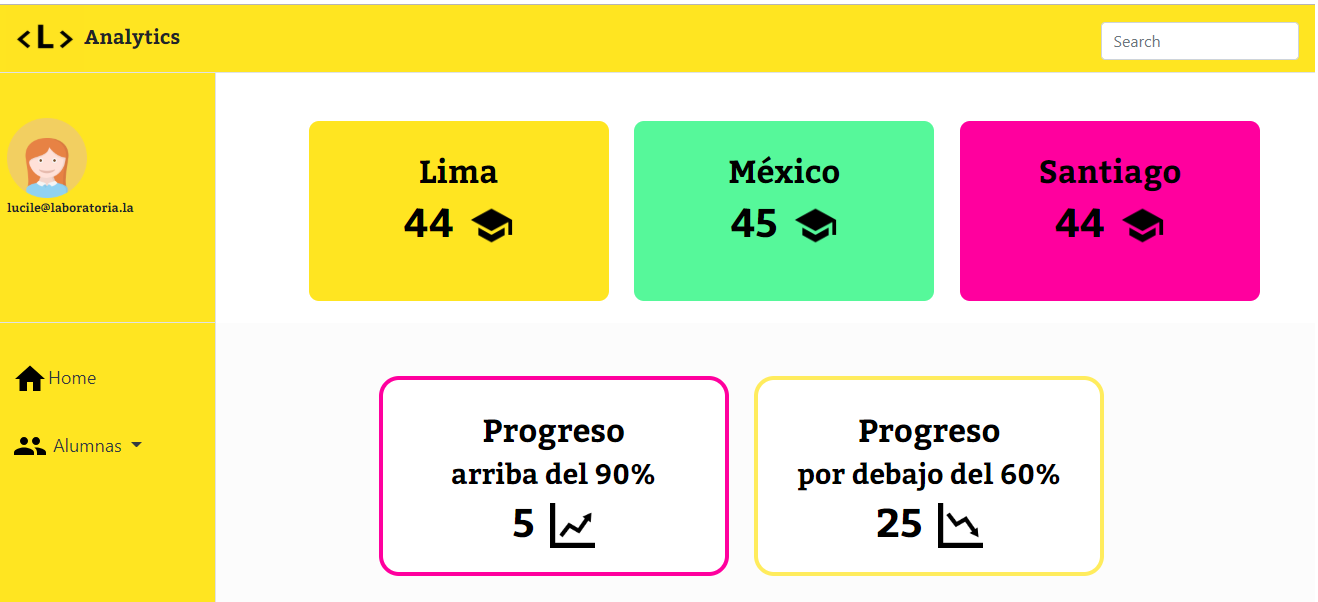 <L> Analytics
Search
lucile@laboratoria.la
Home
Alumnas
Lima
44
México
45
Santiago
44
Progreso
arriba del 90%
5
Progreso
por debajo del 60%
25